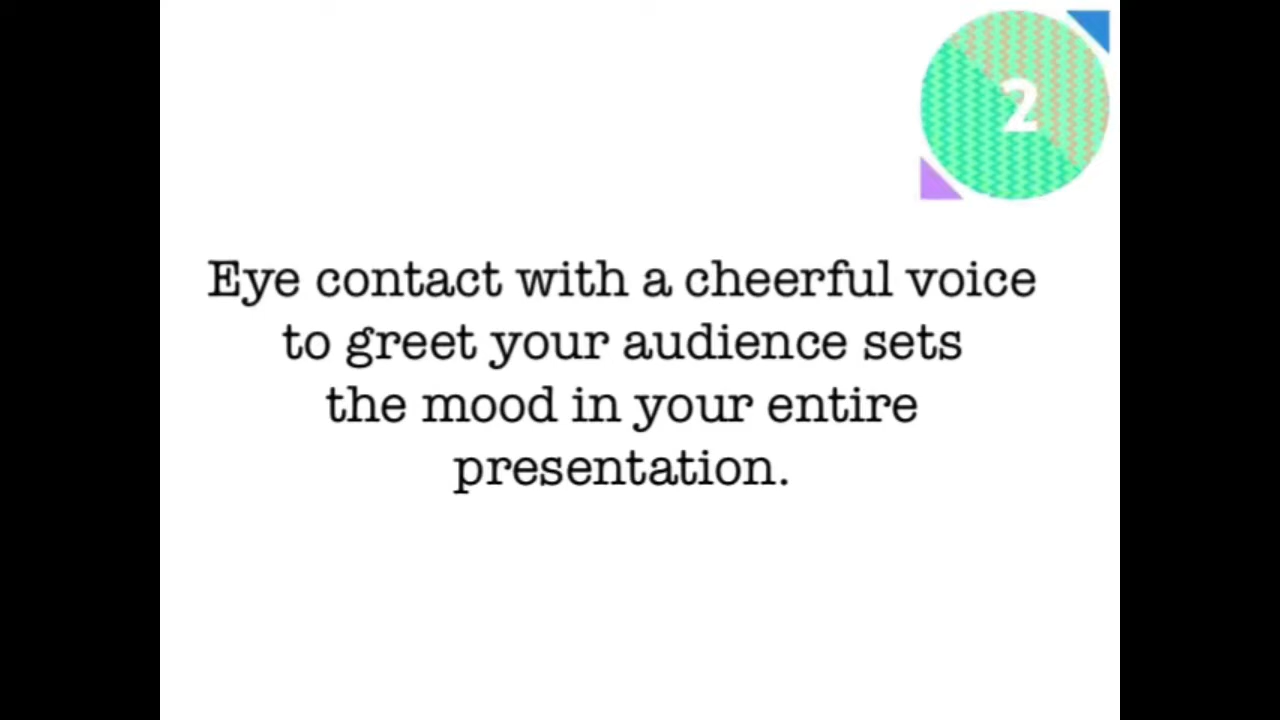 2
Eye contact with a cheerful voice
to greet your audience sets
the mood in your entire
presentation.